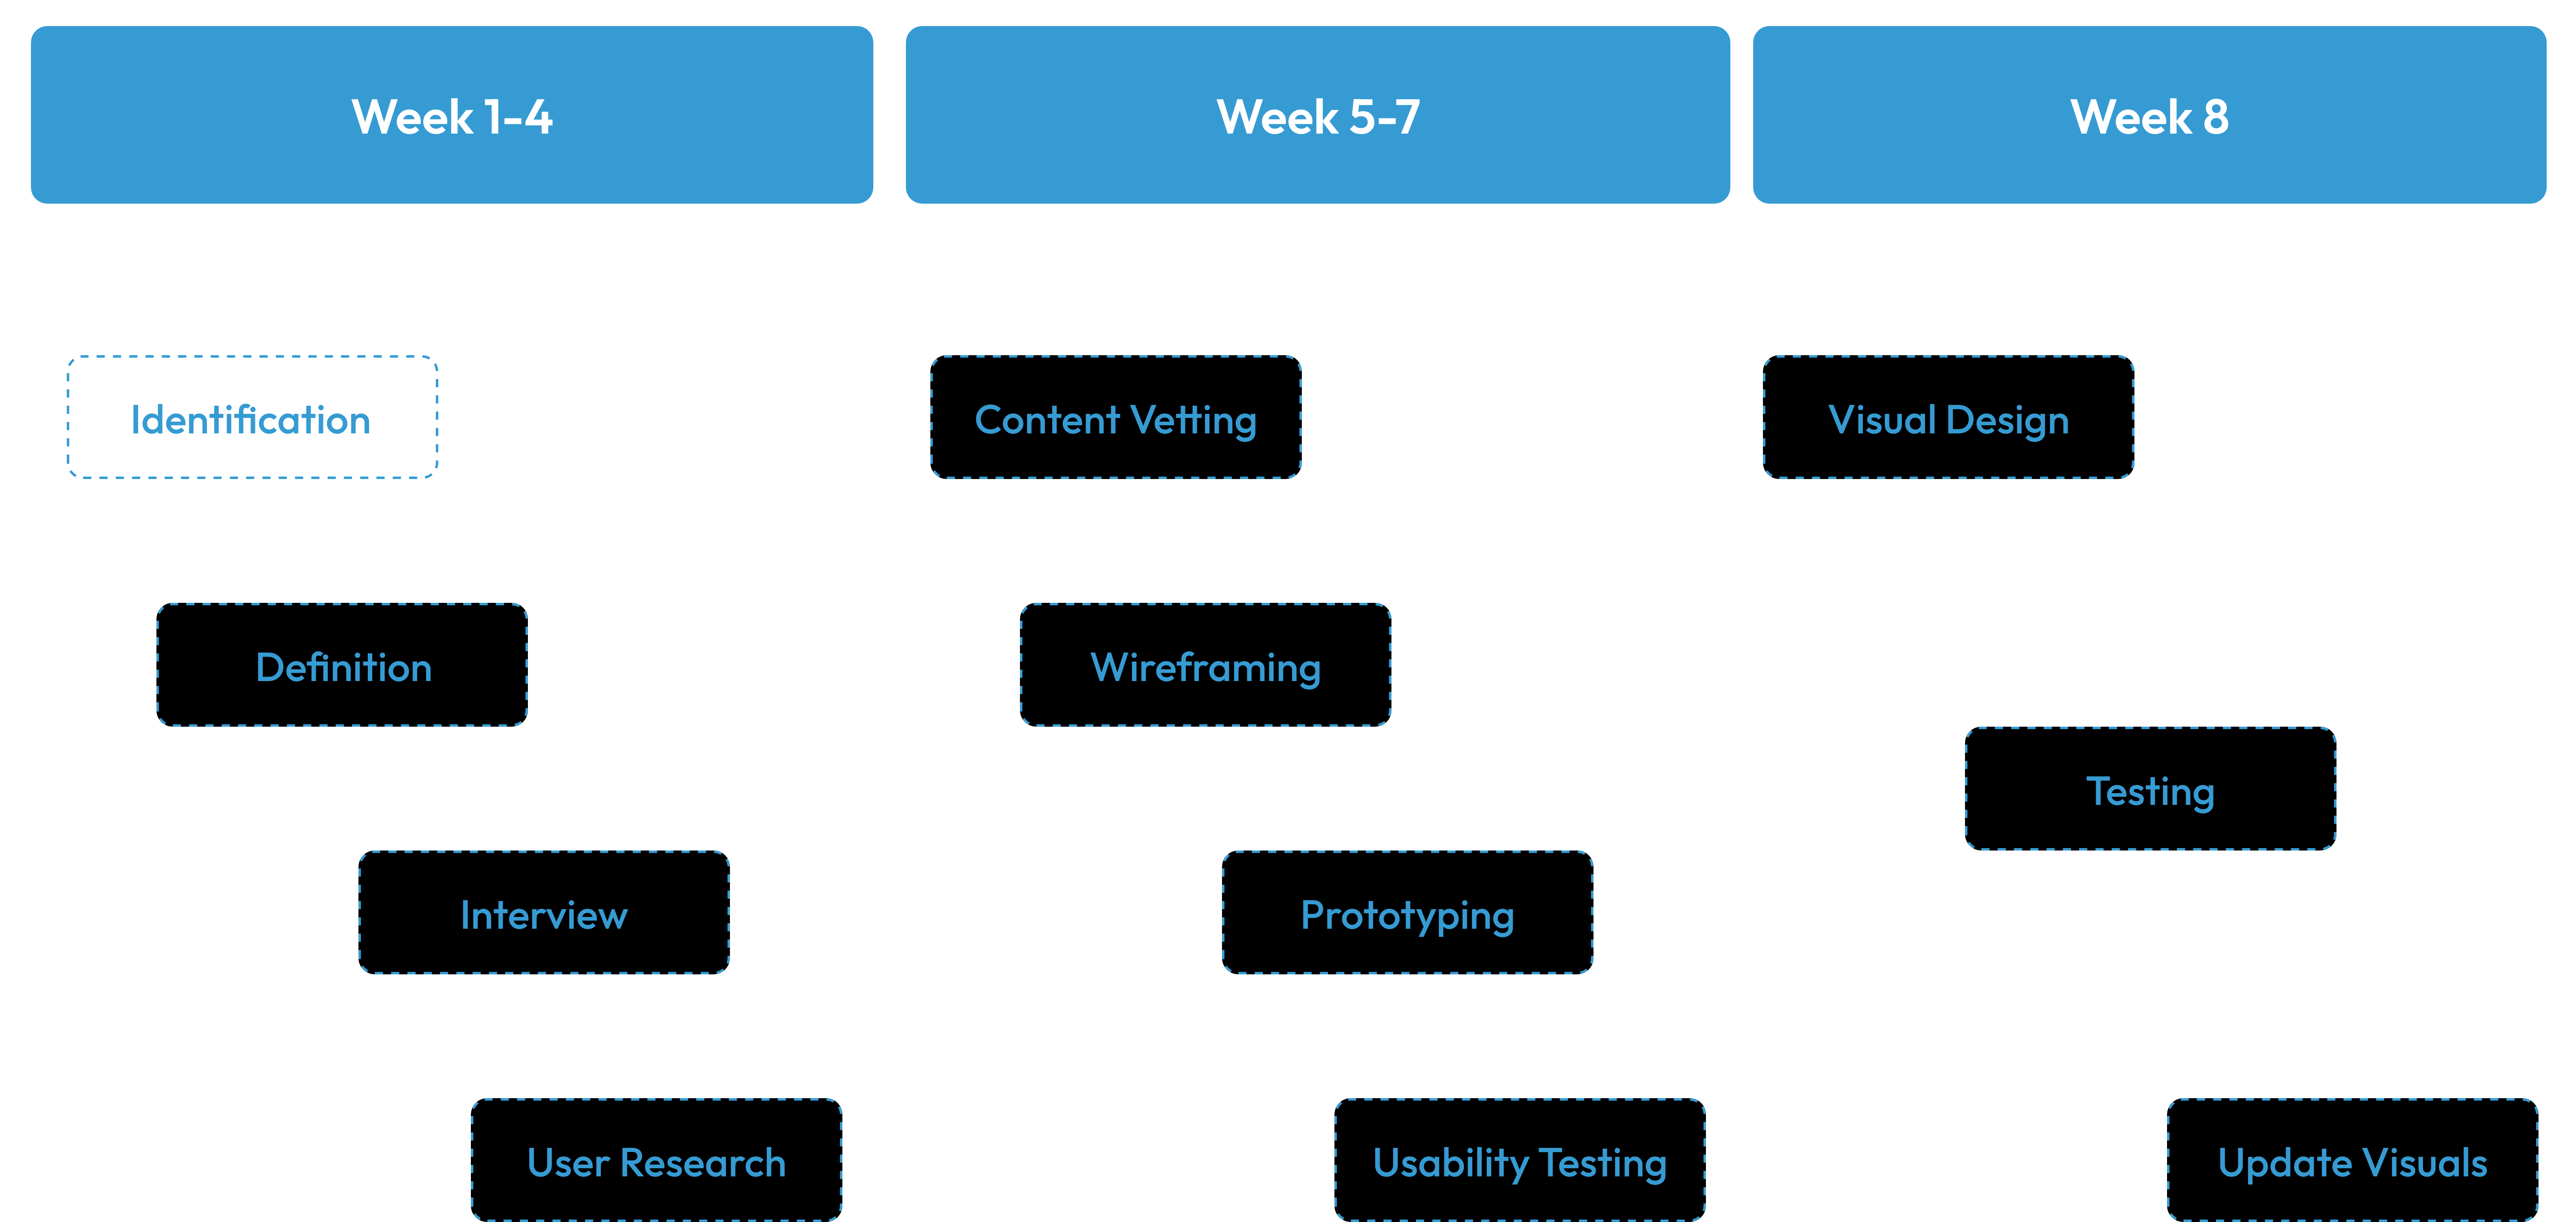 Week 1-4
Week 5-7
Week 8
Identification
Content Vetting
Visual Design
Definition
Wireframing
Testing
Interview
Prototyping
User Research
Usability Testing
Update Visuals